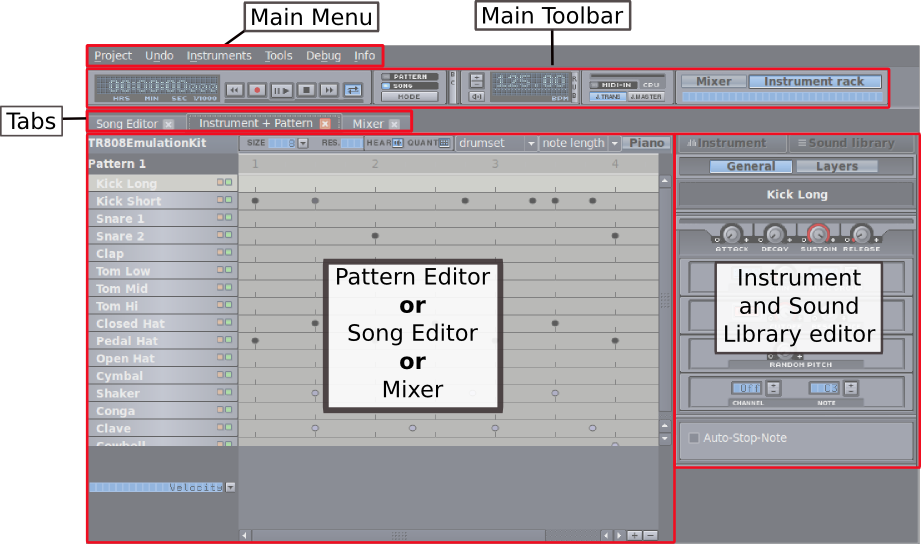 Main Menu
Main Toolbar
Project Undo Instruments Tools Debug Info
00:00:00
HRS MIN SEC 1/1000
PATTERN
SONG
MODE
125.00
BPM
MIDI-IN CPU
J.TRANS J.MASTER
Mixer Instrument rack
Tabs
Song Editor Instrument + Pattern Mixer
TR808EmulationKit
SIZE 8 RES. HEAR QUANT drumset note length Piano
Instrument Sound library
Pattern 1
1 2 3 4
General Layers
Kick Long
Kick Long
Kick Short
Snare 1
Snare 2
ATTACK DECAY SUSTAIN RELEASE
Clap
Tom Low
Tom Mid
Tom Hi
Closed Hat
Pedal Hat
Open Hat
Cymbal
Shaker
Conga
Clave
Cowbell
Pattern Editor
or
Song Editor
or
Mixer
Instrument
and Sound
Library editor
RANDOM PITCH
Off C3
CHANNEL NOTE
Auto-Stop-Note
Velocity